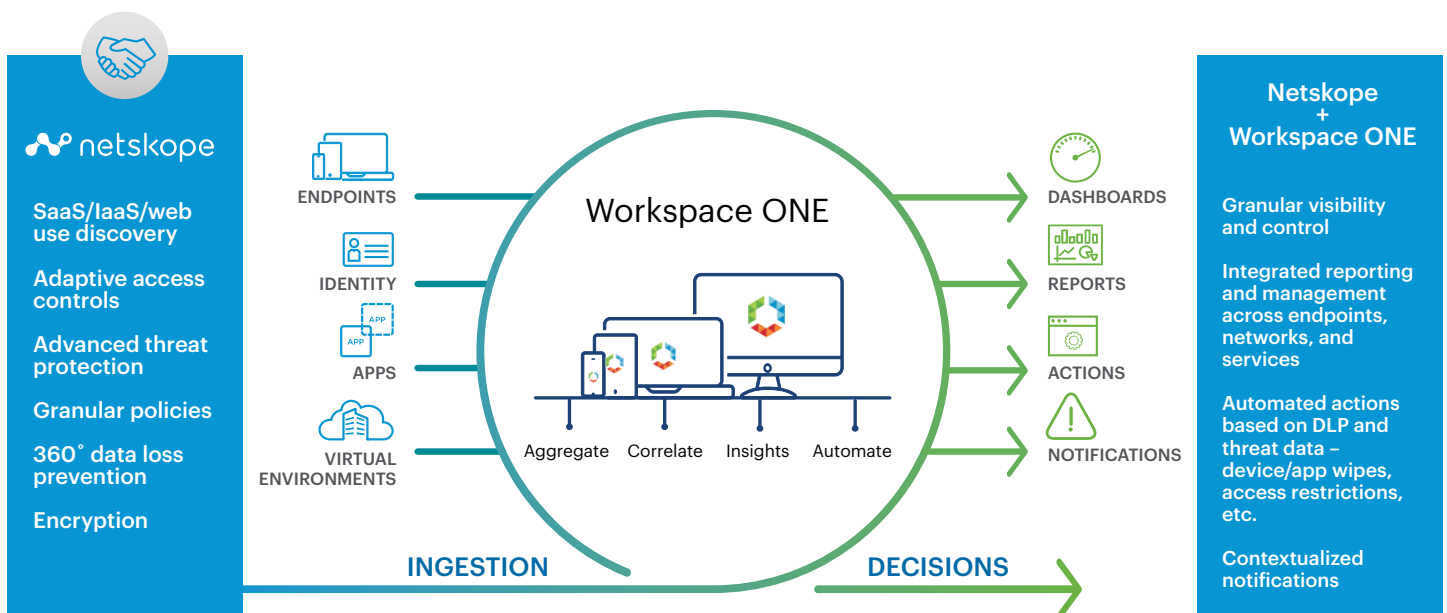 netskope
SaaS/IaaS/web
use discovery
Adaptive access
controls
Advanced threat
protection
Granular policies
360˚ data loss
prevention
Encryption
ENDPOINTS
IDENTITY
APP
APP
APPS
VIRTUAL
ENVIRONMENTS
INGESTION
Workspace ONE
Aggregate Correlate Insights Automate
DECISIONS
DASHBOARDS
REPORTS
ACTIONS
NOTIFICATIONS
Netskope
+
Workspace ONE
Granular visibility
and control
Integrated reporting
and management
across endpoints,
networks, and
services
Automated actions
based on DLP and
threat data –
device/app wipes,
access restrictions,
etc.
Contextualized
notifications